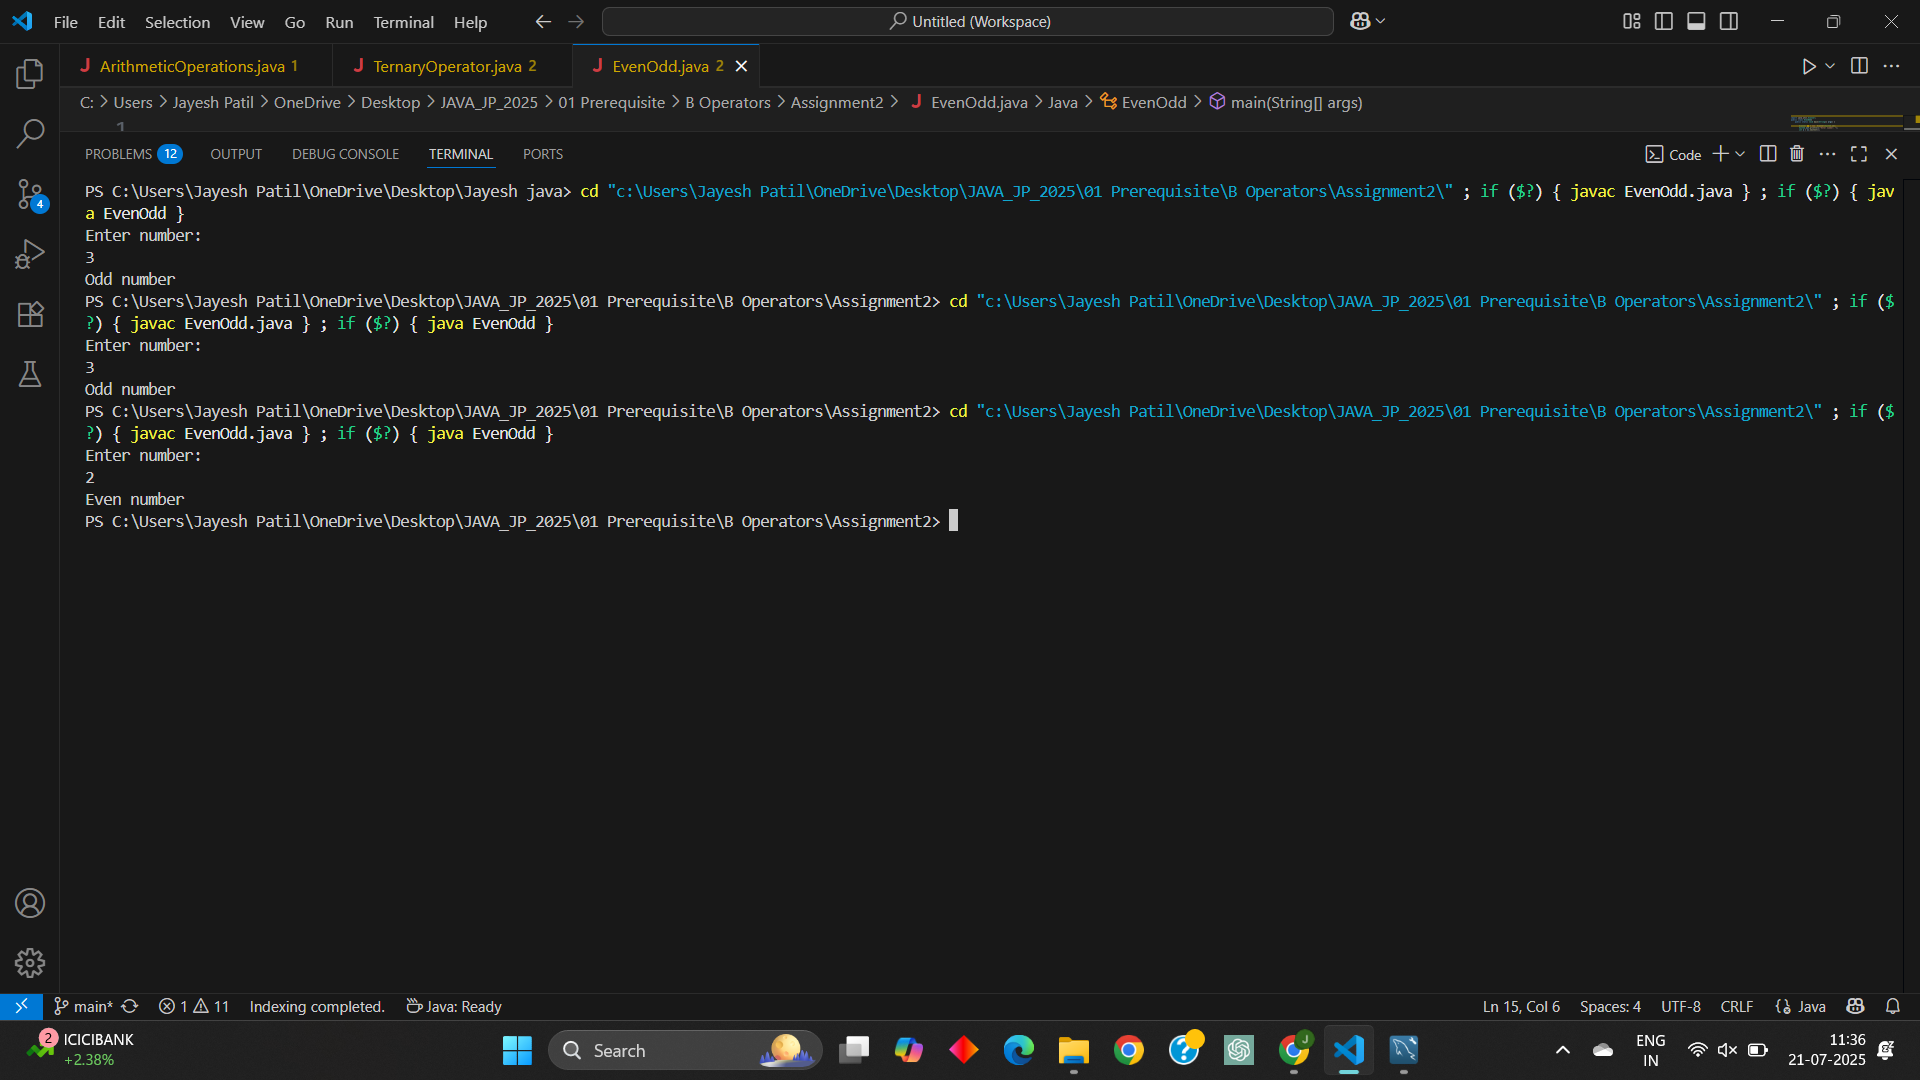 File Edit Selection View Go Run Terminal Help Untitled (Workspace)
ArithmeticOperations.java 1 TernaryOperator.java 2 EvenOdd.java 2
C: > Users > Jayesh Patil > OneDrive > Desktop > JAVA_JP_2025 > 01 Prerequisite > B Operators > Assignment2 > EvenOdd.java > Java > EvenOdd > main(String[] args)
1
PROBLEMS 12 OUTPUT DEBUG CONSOLE TERMINAL PORTS Code
PS C:\Users\Jayesh Patil\OneDrive\Desktop\Jayesh java> cd "c:\Users\Jayesh Patil\OneDrive\Desktop\JAVA_JP_2025\01 Prerequisite\B Operators\Assignment2\" ; if ($?) { javac EvenOdd.java } ; if ($?) { jav
a EvenOdd }
Enter number:
3
Odd number
PS C:\Users\Jayesh Patil\OneDrive\Desktop\JAVA_JP_2025\01 Prerequisite\B Operators\Assignment2> cd "c:\Users\Jayesh Patil\OneDrive\Desktop\JAVA_JP_2025\01 Prerequisite\B Operators\Assignment2\" ; if ($
?) { javac EvenOdd.java } ; if ($?) { java EvenOdd }
Enter number:
3
Odd number
PS C:\Users\Jayesh Patil\OneDrive\Desktop\JAVA_JP_2025\01 Prerequisite\B Operators\Assignment2> cd "c:\Users\Jayesh Patil\OneDrive\Desktop\JAVA_JP_2025\01 Prerequisite\B Operators\Assignment2\" ; if ($
?) { javac EvenOdd.java } ; if ($?) { java EvenOdd }
Enter number:
2
Even number
PS C:\Users\Jayesh Patil\OneDrive\Desktop\JAVA_JP_2025\01 Prerequisite\B Operators\Assignment2>
4
main* 1 11 Indexing completed. Java: Ready Ln 15, Col 6 Spaces: 4 UTF-8 CRLF Java
2 ICICIBANK
+2.38%
Search
J
ENG
IN
11:36
21-07-2025